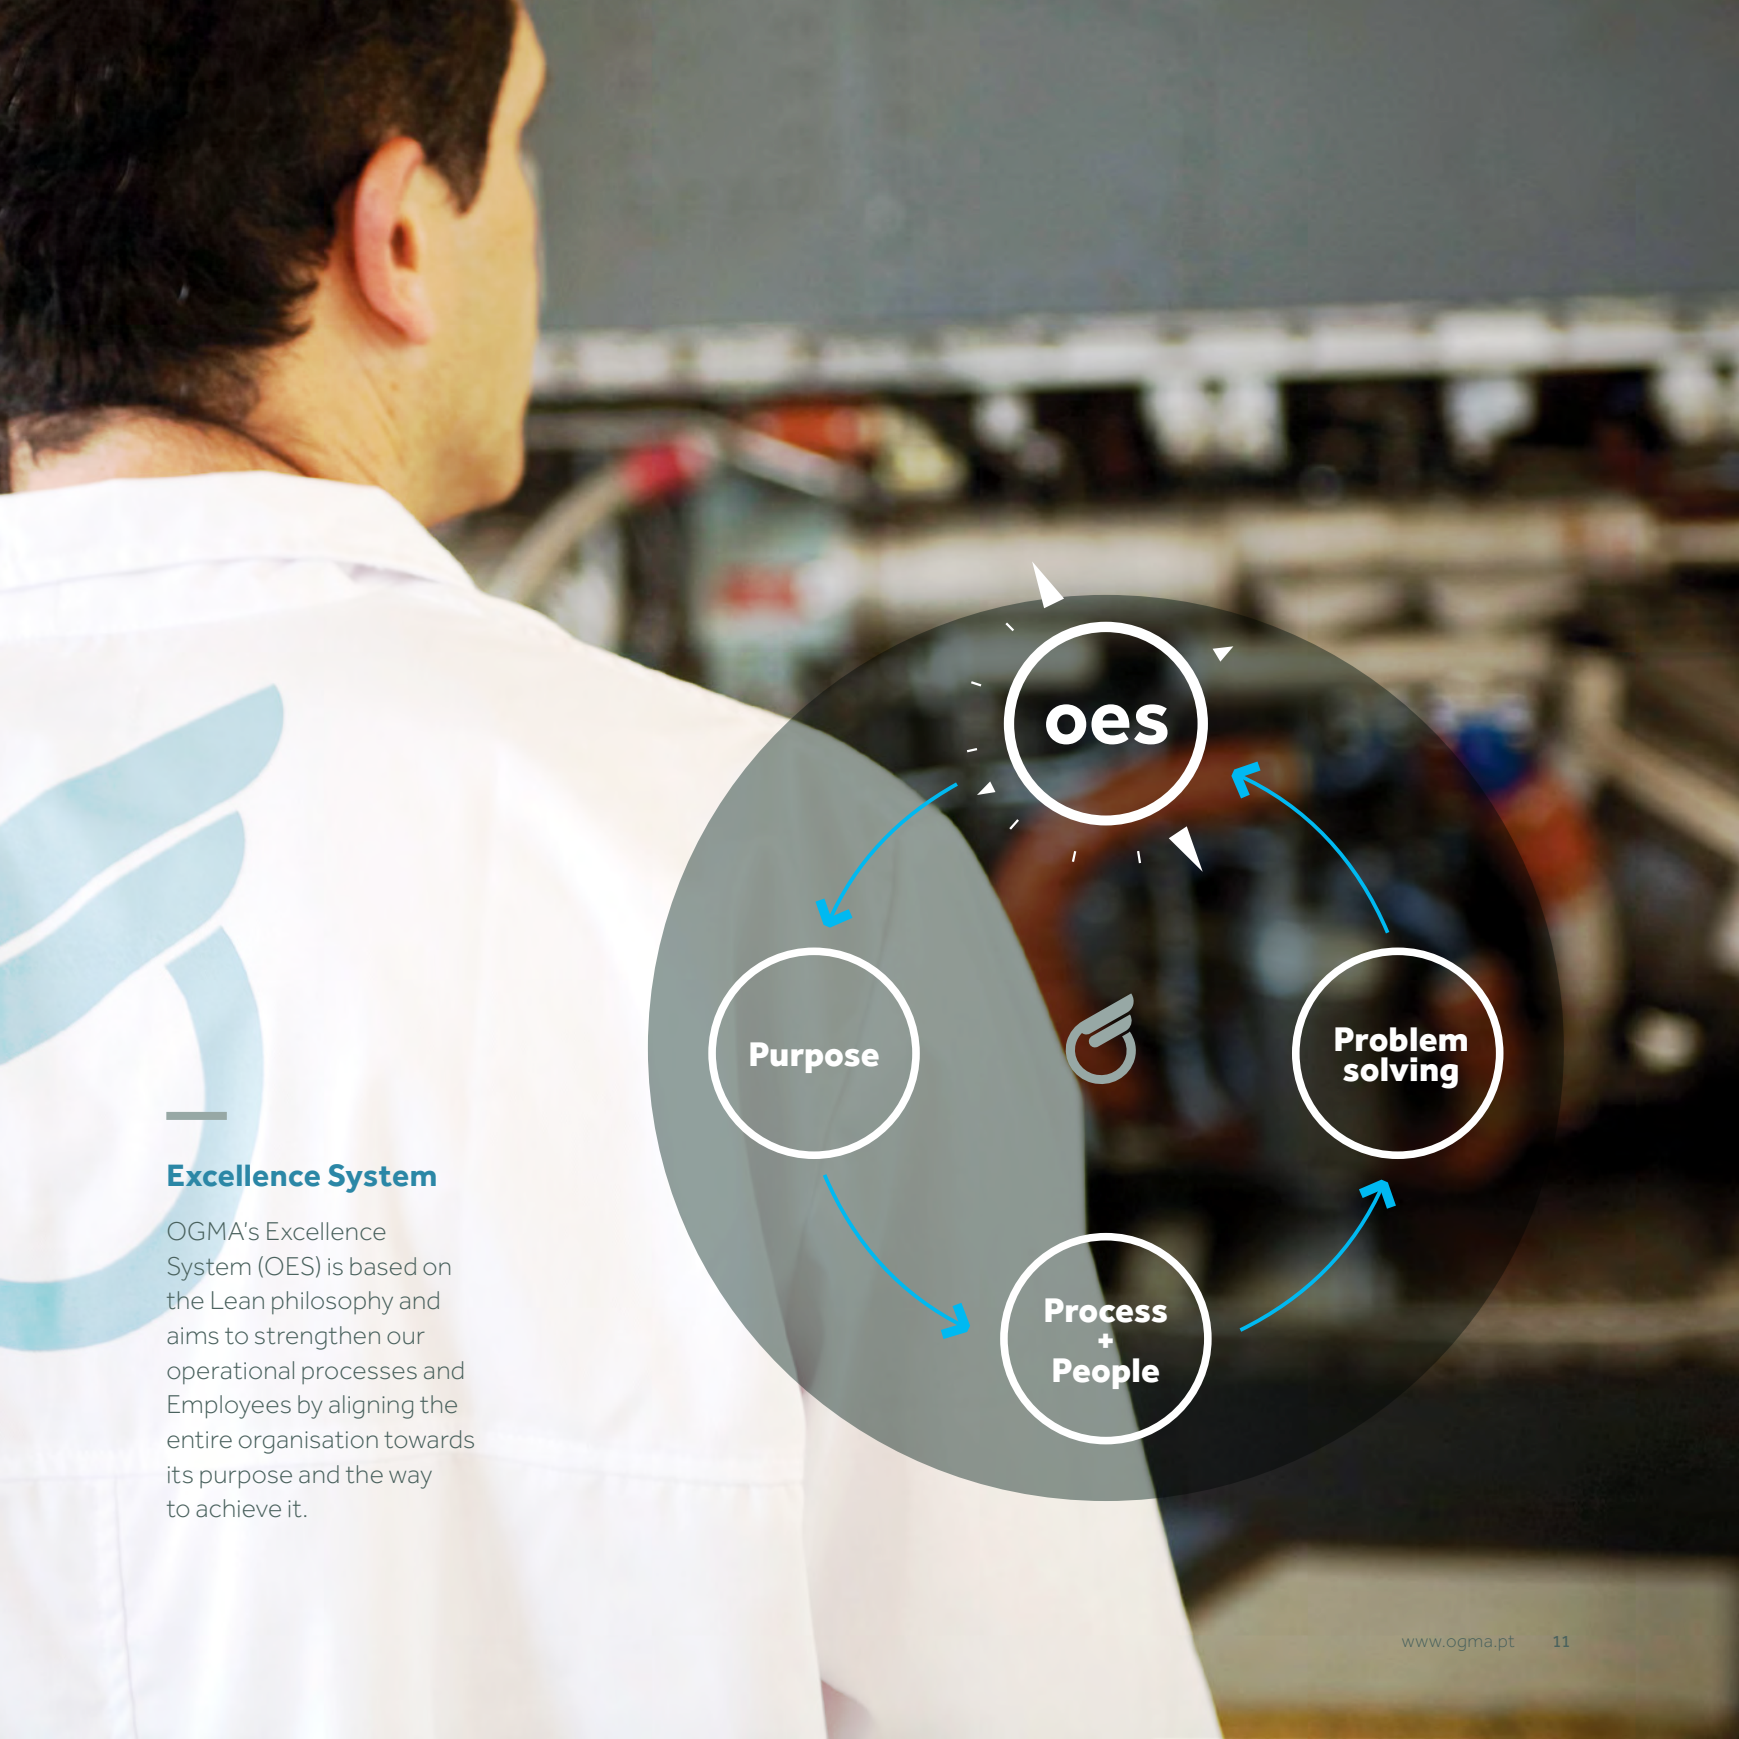 oes
Purpose
Problem
solving
Process
+
People
Excellence System
OGMA's Excellence
System (OES) is based on
the Lean philosophy and
aims to strengthen our
operational processes and
Employees by aligning the
entire organisation towards
its purpose and the way
to achieve it.
www.ogma.pt 11